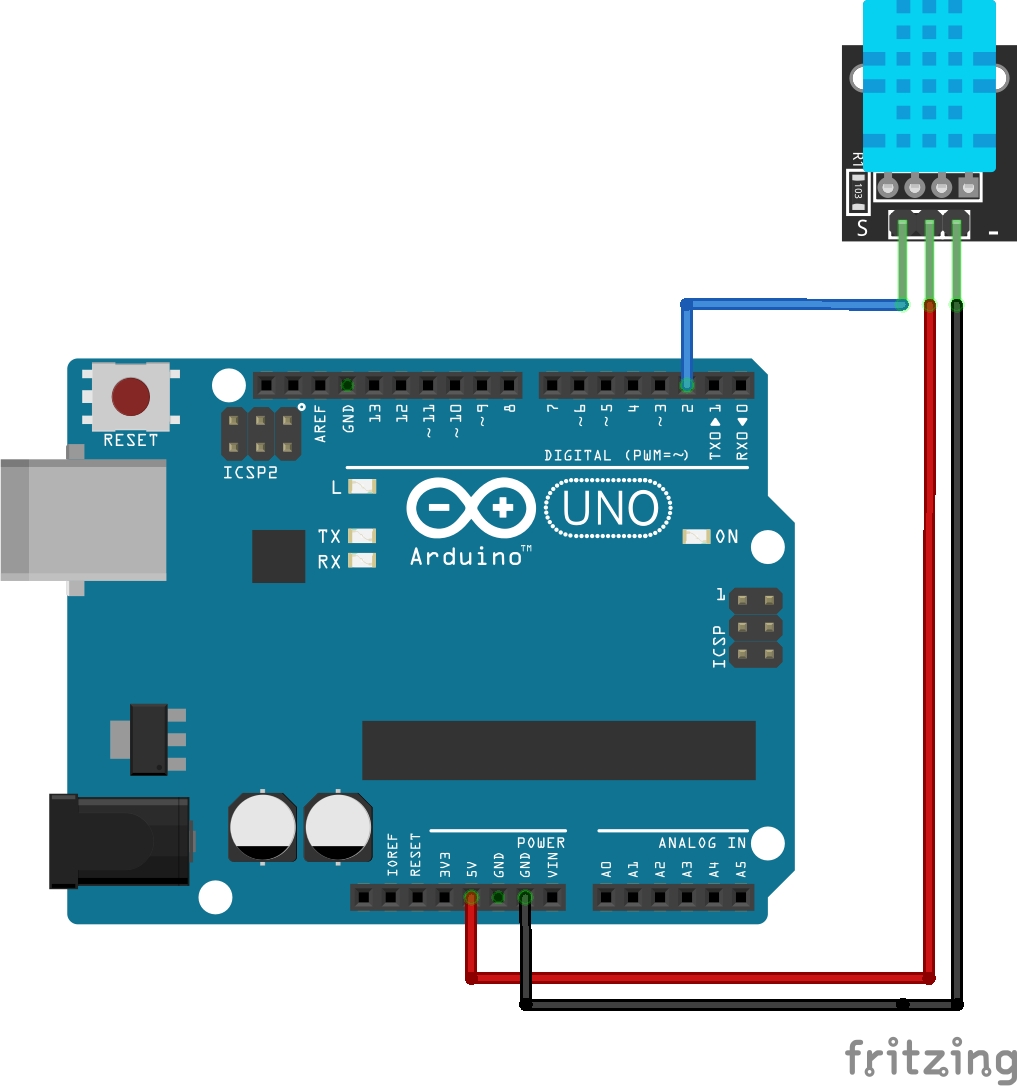 R1
103
S
-
RESET
ICSP2
AREF
GND
13
12
~11
~10
~9
8
7
~6
~5
4
~3
2
TX0▶1
RX0◀0
DIGITAL (PWM=~)
L
TX
RX
UNO
Arduino™
ON
1
ICSP
POWER
ANALOG IN
IOREF
RESET
3V3
5V
GND
GND
VIN
A0
A1
A2
A3
A4
A5
fritzing